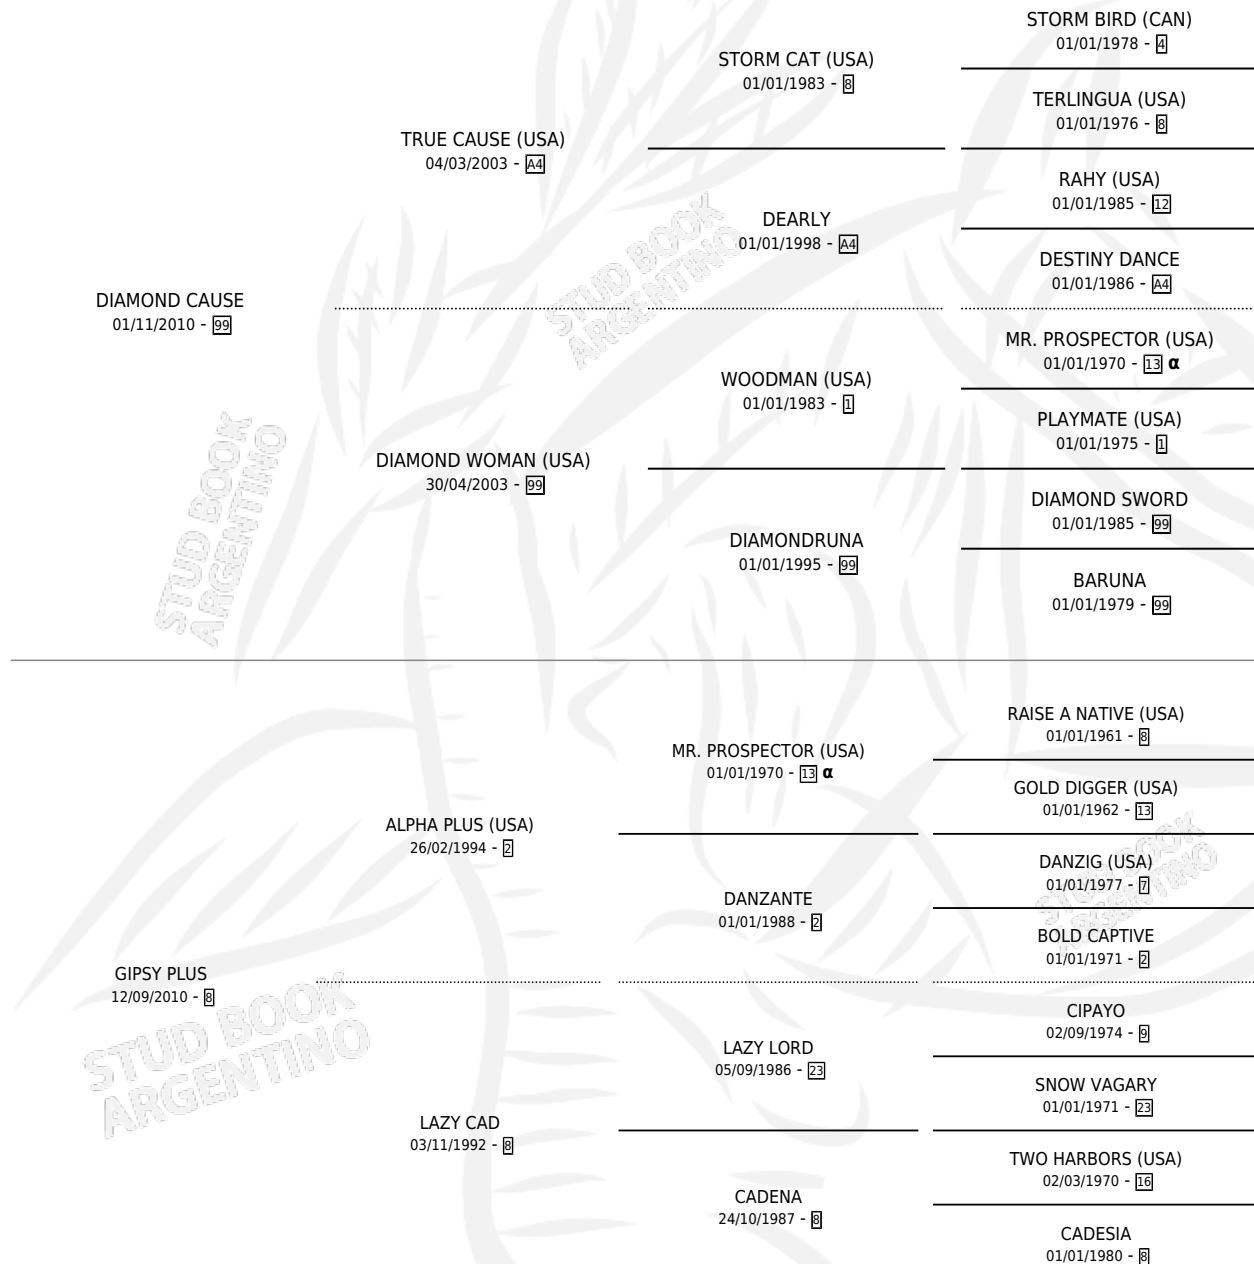 STORM BIRD (CAN)
01/01/1978 - 4
STORM CAT (USA)
01/01/1983 - 8
TERLINGUA (USA)
01/01/1976 - 8
TRUE CAUSE (USA)
04/03/2003 - A4
RAHY (USA)
01/01/1985 - 12
DEARLY
01/01/1998 - A4
DESTINY DANCE
01/01/1986 - A4
STUD BOOK
ARGENTINO
DIAMOND CAUSE
01/11/2010 - 99
MR. PROSPECTOR (USA)
01/01/1970 - 13 α
WOODMAN (USA)
01/01/1983 - 1
PLAYMATE (USA)
01/01/1975 - 1
DIAMOND WOMAN (USA)
30/04/2003 - 99
DIAMOND SWORD
01/01/1985 - 99
DIAMONDRUNA
01/01/1995 - 99
BARUNA
01/01/1979 - 99
STUD BOOK
ARGENTINO
RAISE A NATIVE (USA)
01/01/1961 - 8
MR. PROSPECTOR (USA)
01/01/1970 - 13 α
GOLD DIGGER (USA)
01/01/1962 - 13
ALPHA PLUS (USA)
26/02/1994 - 2
DANZIG (USA)
01/01/1977 - 7
STUD BOOK
ARGENTINO
DANZANTE
01/01/1988 - 2
BOLD CAPTIVE
01/01/1971 - 2
GIPSY PLUS
12/09/2010 - 8
STUD BOOK
ARGENTINO
CIPAYO
02/09/1974 - 9
LAZY LORD
05/09/1986 - 23
SNOW VAGARY
01/01/1971 - 23
LAZY CAD
03/11/1992 - 8
TWO HARBORS (USA)
02/03/1970 - 16
CADENA
24/10/1987 - 8
CADESIA
01/01/1980 - 8